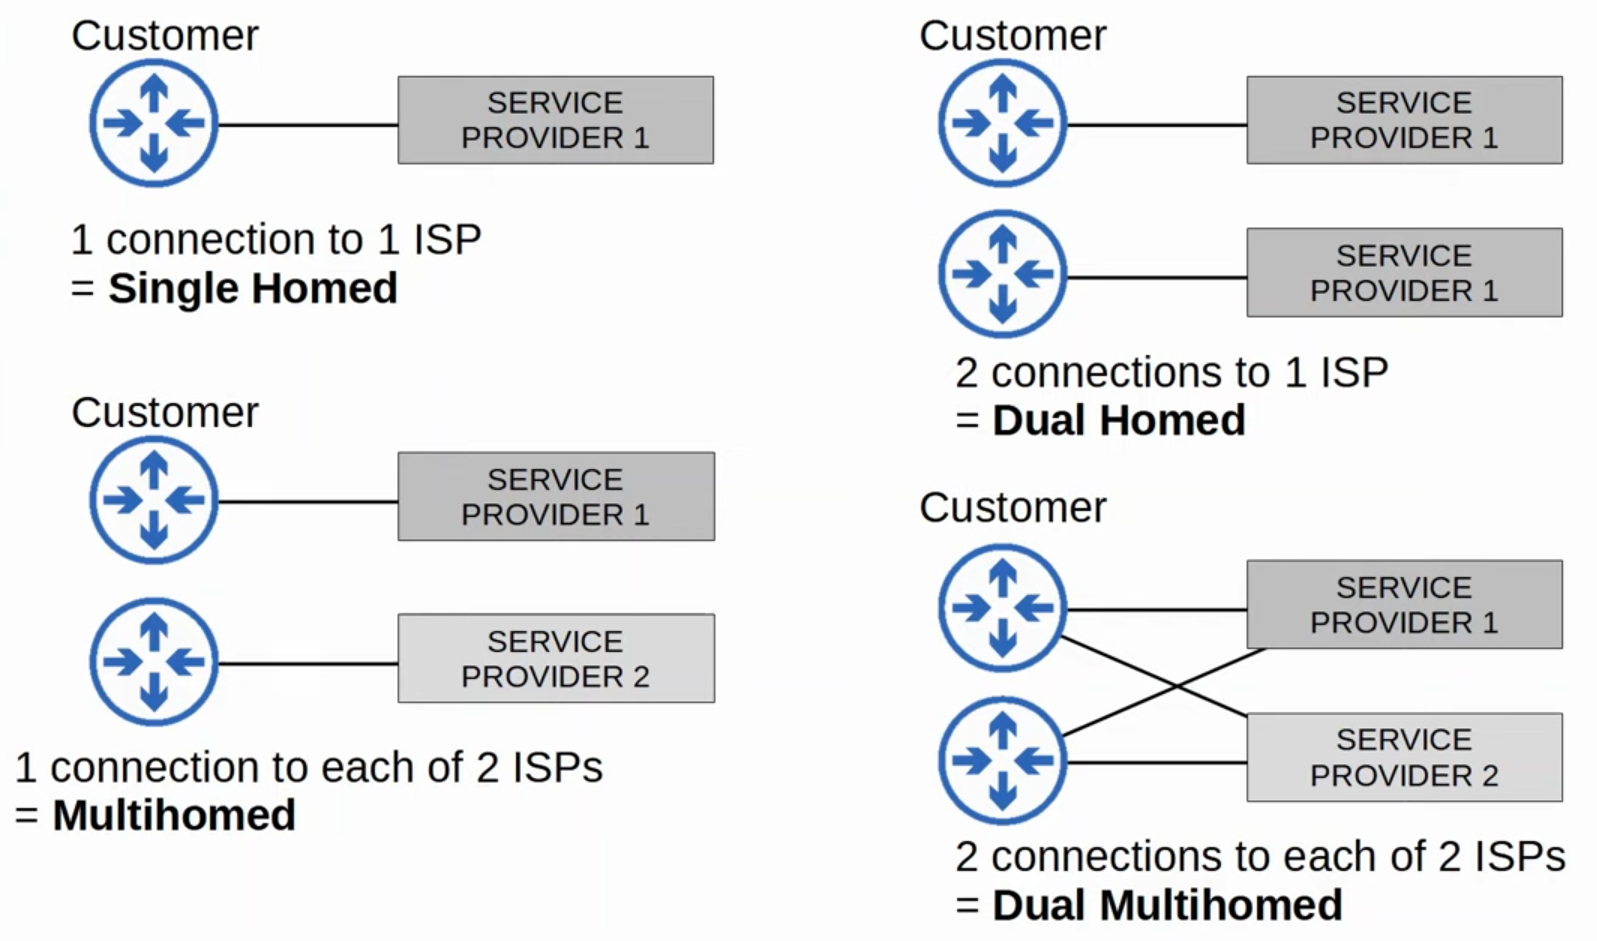 Customer
SERVICE
PROVIDER 1
1 connection to 1 ISP
= Single Homed
Customer
SERVICE
PROVIDER 1
SERVICE
PROVIDER 1
2 connections to 1 ISP
= Dual Homed
Customer
SERVICE
PROVIDER 1
SERVICE
PROVIDER 2
1 connection to each of 2 ISPs
= Multihomed
Customer
SERVICE
PROVIDER 1
SERVICE
PROVIDER 2
2 connections to each of 2 ISPs
= Dual Multihomed